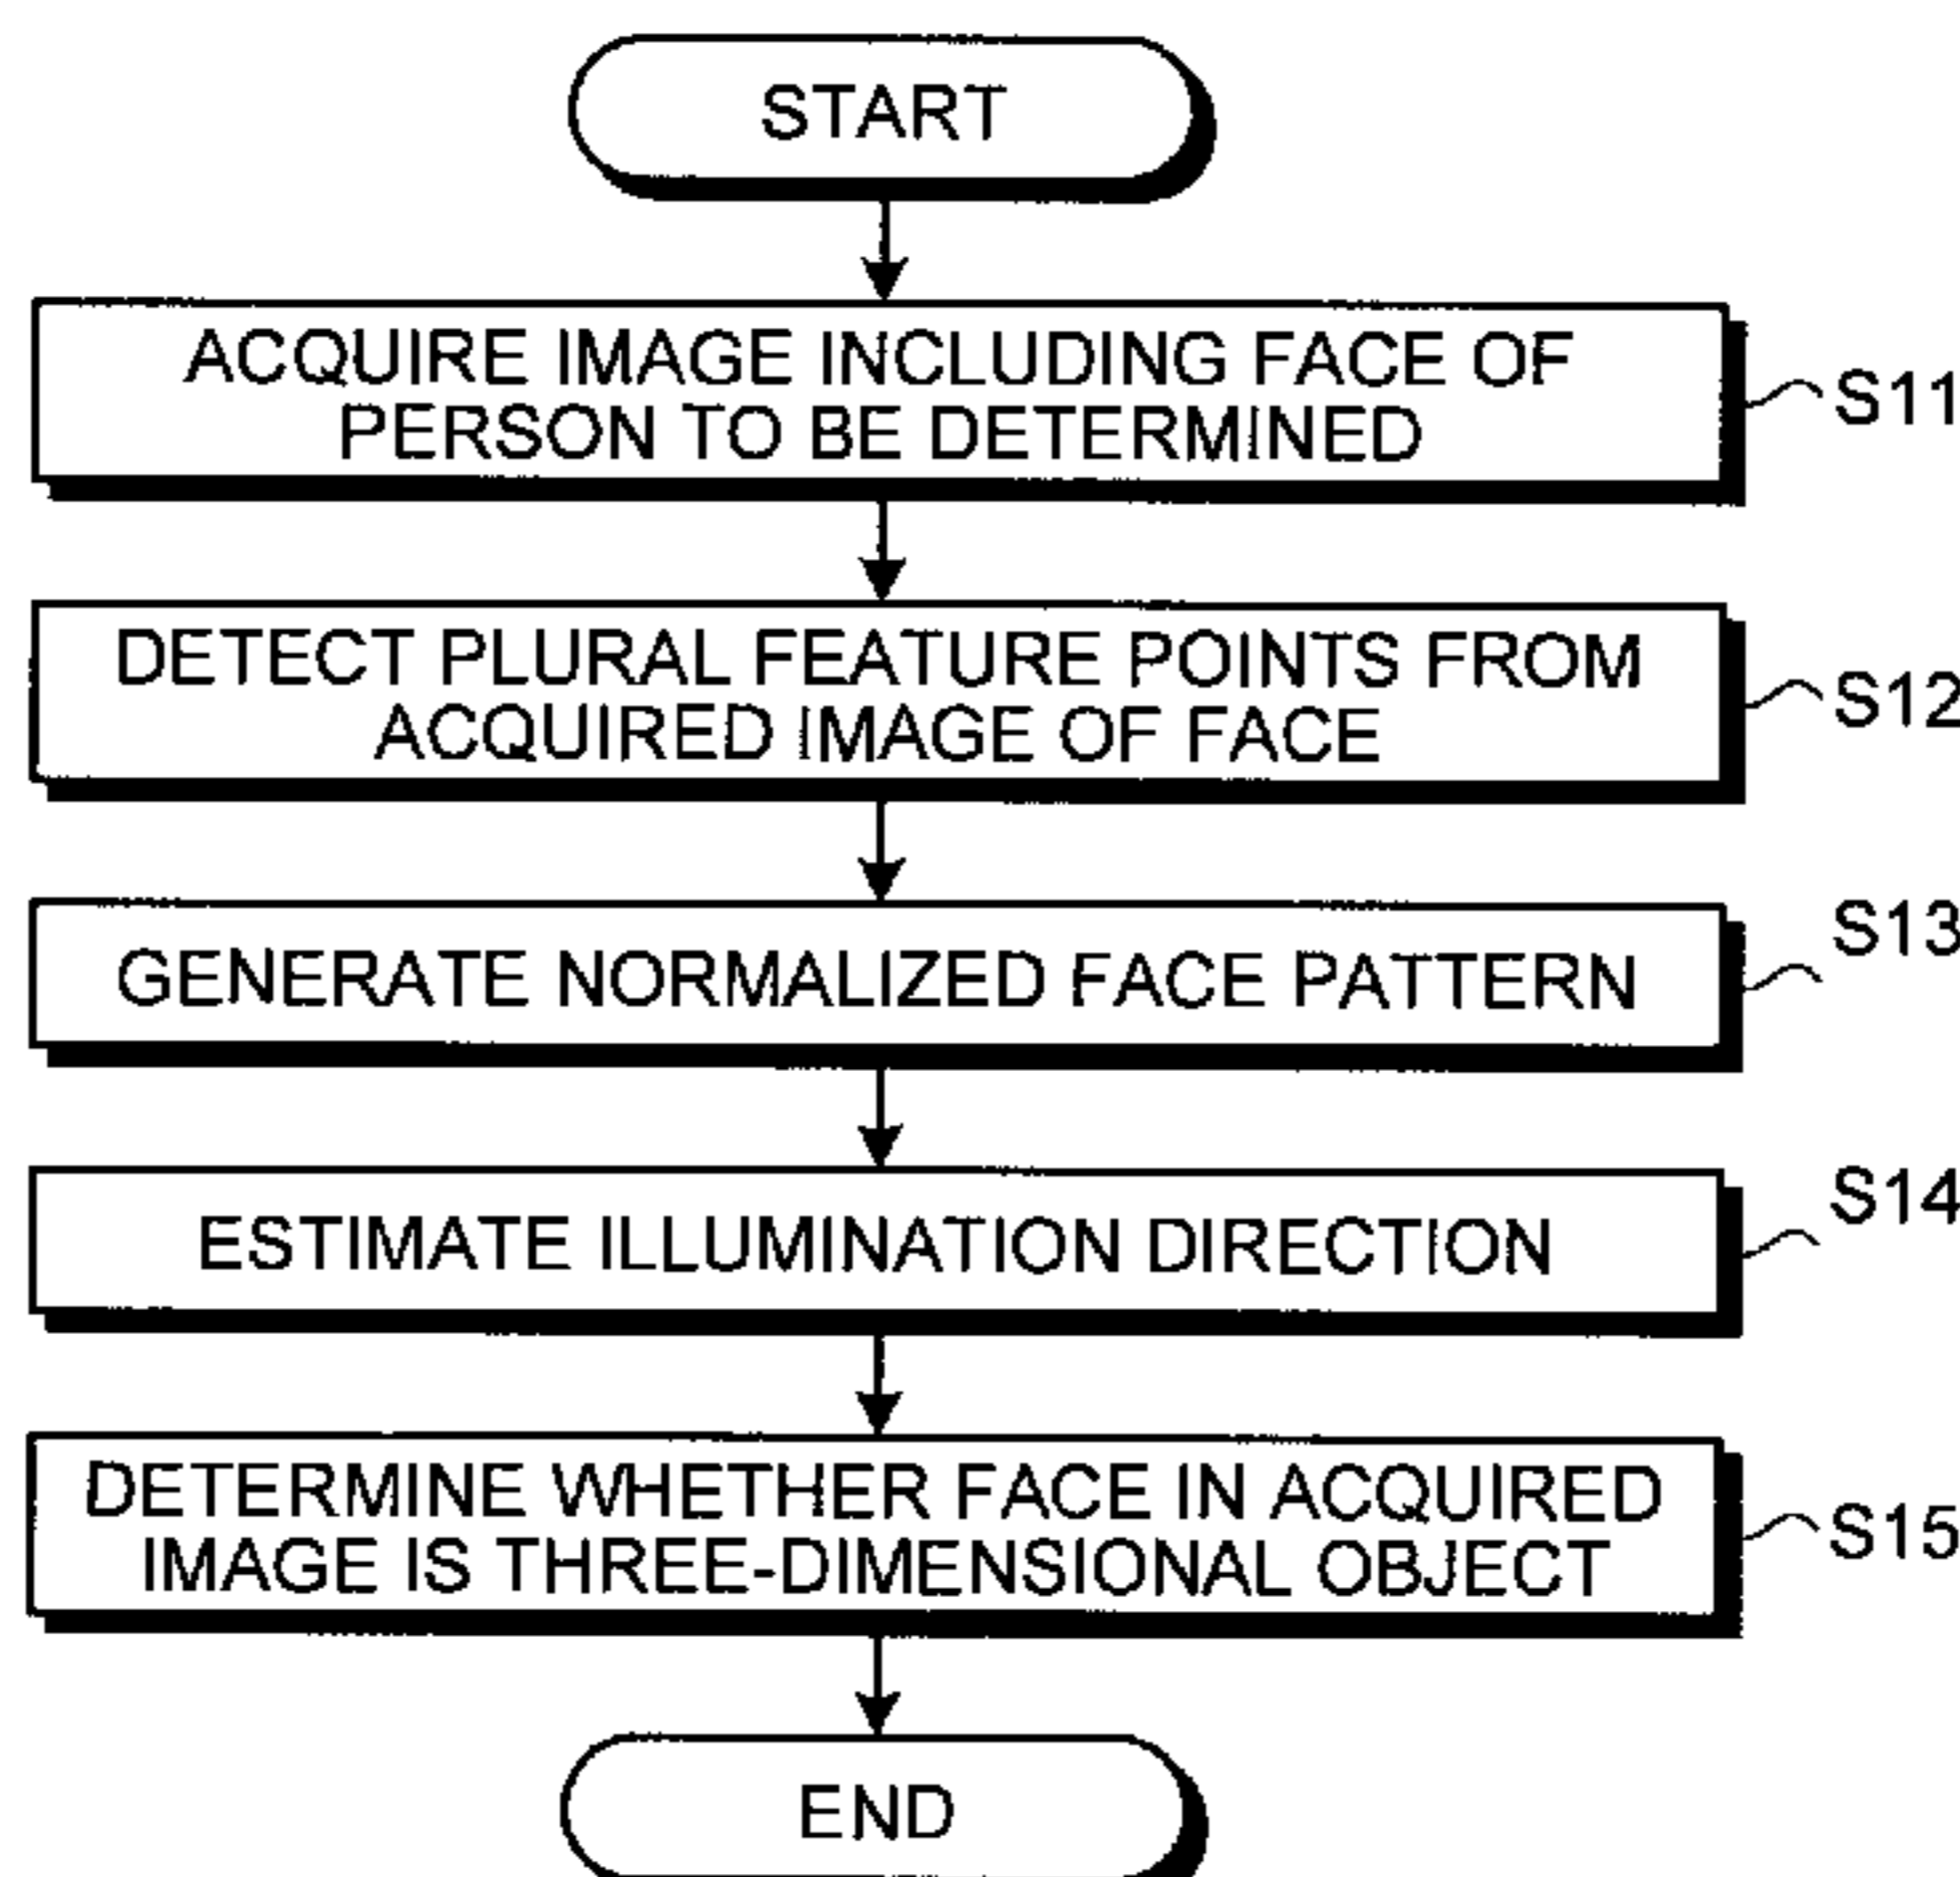 START
ACQUIRE IMAGE INCLUDING FACE OF
PERSON TO BE DETERMINED
S11
DETECT PLURAL FEATURE POINTS FROM
ACQUIRED IMAGE OF FACE
S12
GENERATE NORMALIZED FACE PATTERN
S13
ESTIMATE ILLUMINATION DIRECTION
S14
DETERMINE WHETHER FACE IN ACQUIRED
IMAGE IS THREE-DIMENSIONAL OBJECT
S15
END